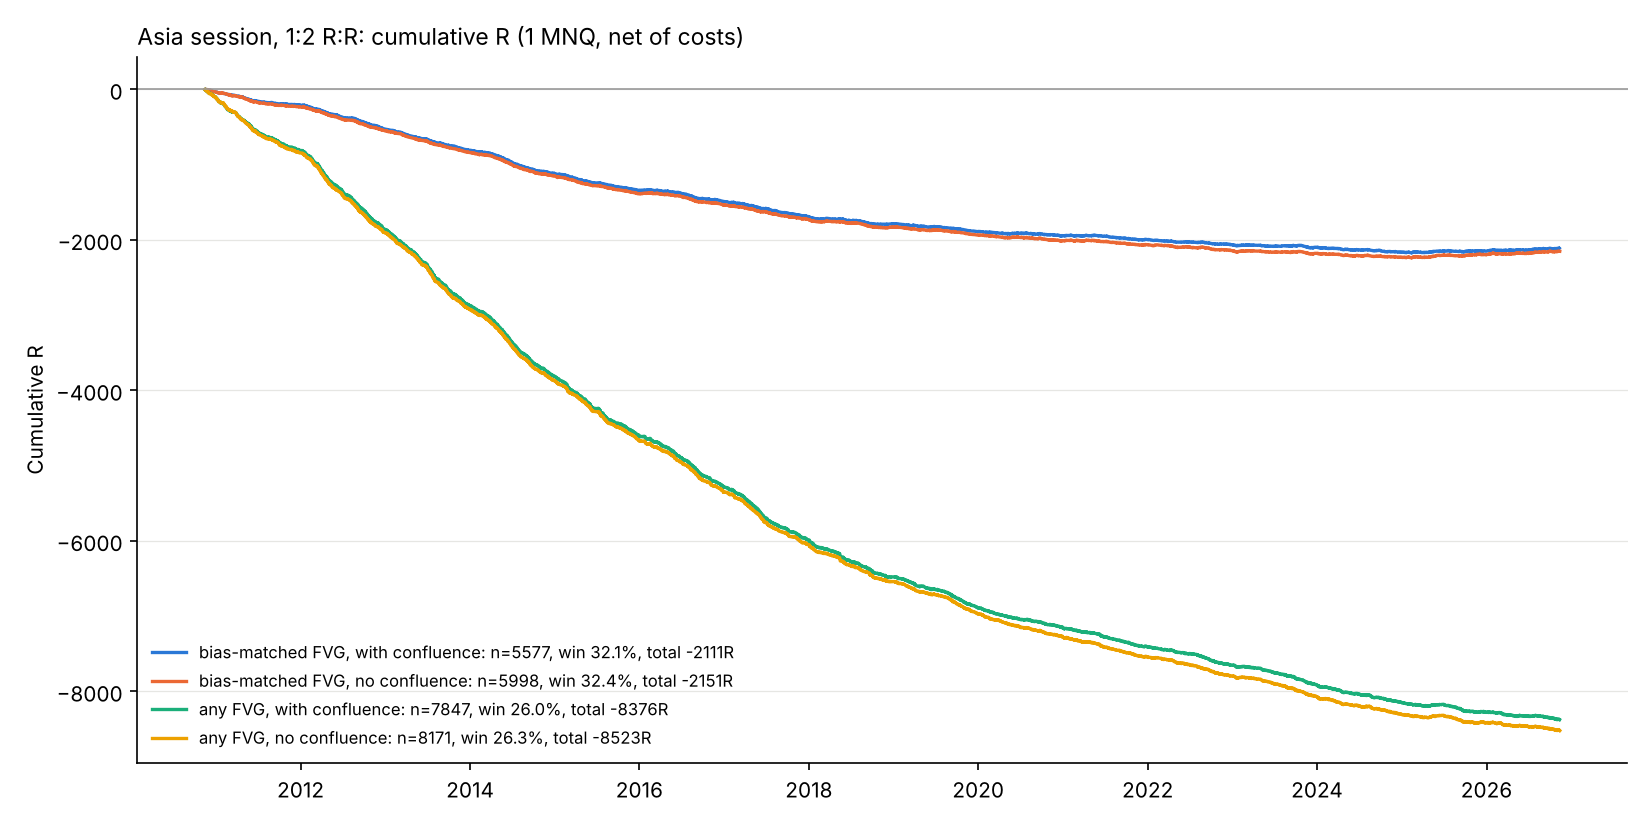 Asia session, 1:2 R:R: cumulative R (1 MNQ, net of costs)
Cumulative R
0
−2000
−4000
−6000
−8000
bias-matched FVG, with confluence: n=5577, win 32.1%, total -2111R
bias-matched FVG, no confluence: n=5998, win 32.4%, total -2151R
any FVG, with confluence: n=7847, win 26.0%, total -8376R
any FVG, no confluence: n=8171, win 26.3%, total -8523R
2012 2014 2016 2018 2020 2022 2024 2026